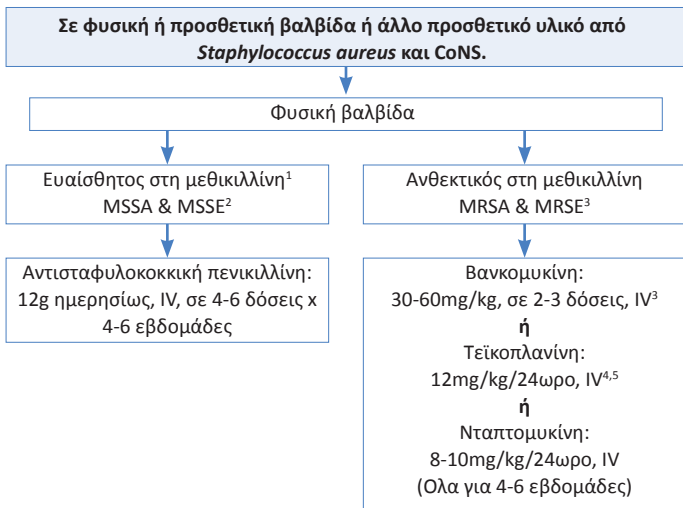 Σε φυσική ή προσθετική βαλβίδα ή άλλο προσθετικό υλικό από
Staphylococcus aureus και CoNS.
Φυσική βαλβίδα
Ευαίσθητος στη μεθικιλλίνη¹
MSSA & MSSE²
Αντισταφυλοκοκκική πενικιλλίνη:
12g ημερησίως, IV, σε 4-6 δόσεις x
4-6 εβδομάδες
Ανθεκτικός στη μεθικιλλίνη
MRSA & MRSE³
Βανκομυκίνη:
30-60mg/kg, σε 2-3 δόσεις, IV³
ή
Τεϊκοπλανίνη:
12mg/kg/24ωρο, IV⁴,⁵
ή
Νταπτομυκίνη:
8-10mg/kg/24ωρο, IV
(Ολα για 4-6 εβδομάδες)